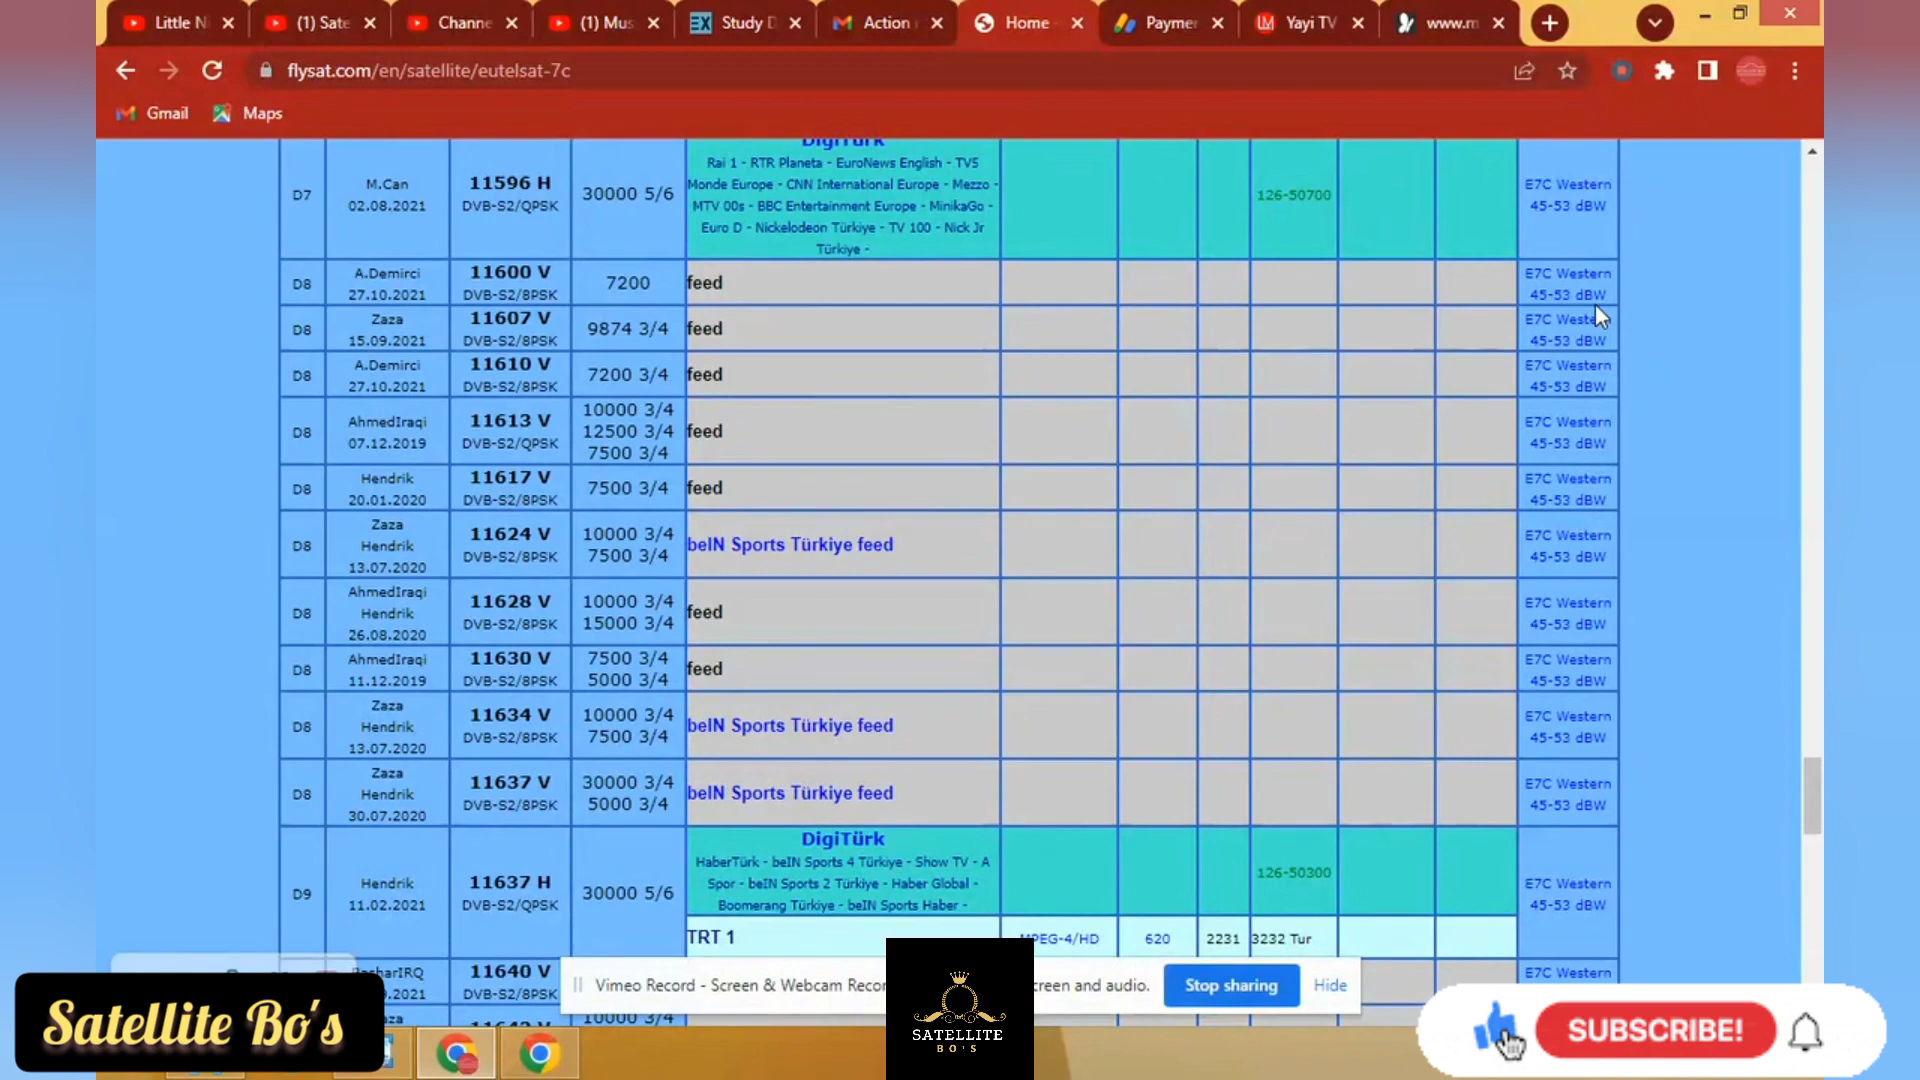 Little N
(1) Sate
Channe
(1) Mus
Study D
Action
Home
Paymer
Yayi TV
www.m
flysat.com/en/satellite/eutelsat-7c
Gmail
Maps
DigiTürk
D7
M.Can
02.08.2021
11596 H
DVB-S2/QPSK
30000 5/6
Rai 1 - RTR Planeta - EuroNews English - TV5
Monde Europe - CNN International Europe - Mezzo -
MTV 00s - BBC Entertainment Europe - MinikaGo -
Euro D - Nickelodeon Türkiye - TV 100 - Nick Jr
Türkiye -
126-50700
E7C Western
45-53 dBW
D8
A.Demirci
27.10.2021
11600 V
DVB-S2/8PSK
7200
feed
E7C Western
45-53 dBW
D8
Zaza
15.09.2021
11607 V
DVB-S2/8PSK
9874 3/4
feed
E7C Western
45-53 dBW
D8
A.Demirci
27.10.2021
11610 V
DVB-S2/8PSK
7200 3/4
feed
E7C Western
45-53 dBW
D8
AhmedIraqi
07.12.2019
11613 V
DVB-S2/QPSK
10000 3/4
12500 3/4
7500 3/4
feed
E7C Western
45-53 dBW
D8
Hendrik
20.01.2020
11617 V
DVB-S2/8PSK
7500 3/4
feed
E7C Western
45-53 dBW
D8
Zaza
Hendrik
13.07.2020
11624 V
DVB-S2/8PSK
10000 3/4
7500 3/4
beIN Sports Türkiye feed
E7C Western
45-53 dBW
D8
AhmedIraqi
Hendrik
26.08.2020
11628 V
DVB-S2/8PSK
10000 3/4
15000 3/4
feed
E7C Western
45-53 dBW
D8
AhmedIraqi
11.12.2019
11630 V
DVB-S2/8PSK
7500 3/4
5000 3/4
feed
E7C Western
45-53 dBW
D8
Zaza
Hendrik
13.07.2020
11634 V
DVB-S2/8PSK
10000 3/4
7500 3/4
beIN Sports Türkiye feed
E7C Western
45-53 dBW
D8
Zaza
Hendrik
30.07.2020
11637 V
DVB-S2/8PSK
30000 3/4
5000 3/4
beIN Sports Türkiye feed
E7C Western
45-53 dBW
D9
Hendrik
11.02.2021
11637 H
DVB-S2/QPSK
30000 5/6
DigiTürk
HaberTürk - beIN Sports 4 Türkiye - Show TV - A
Spor - beIN Sports 2 Türkiye - Haber Global -
Boomerang Türkiye - beIN Sports Haber -
126-50300
E7C Western
45-53 dBW
TRT 1
MPEG-4/HD
620
2231
3232 Tur
11640 V
DVB-S2/8PSK
E7C Western
10000 3/4
Vimeo Record - Screen & Webcam Recor
creen and audio.
Stop sharing
Hide
Satellite Bo's
SATELLITE
BO'S
SUBSCRIBE!